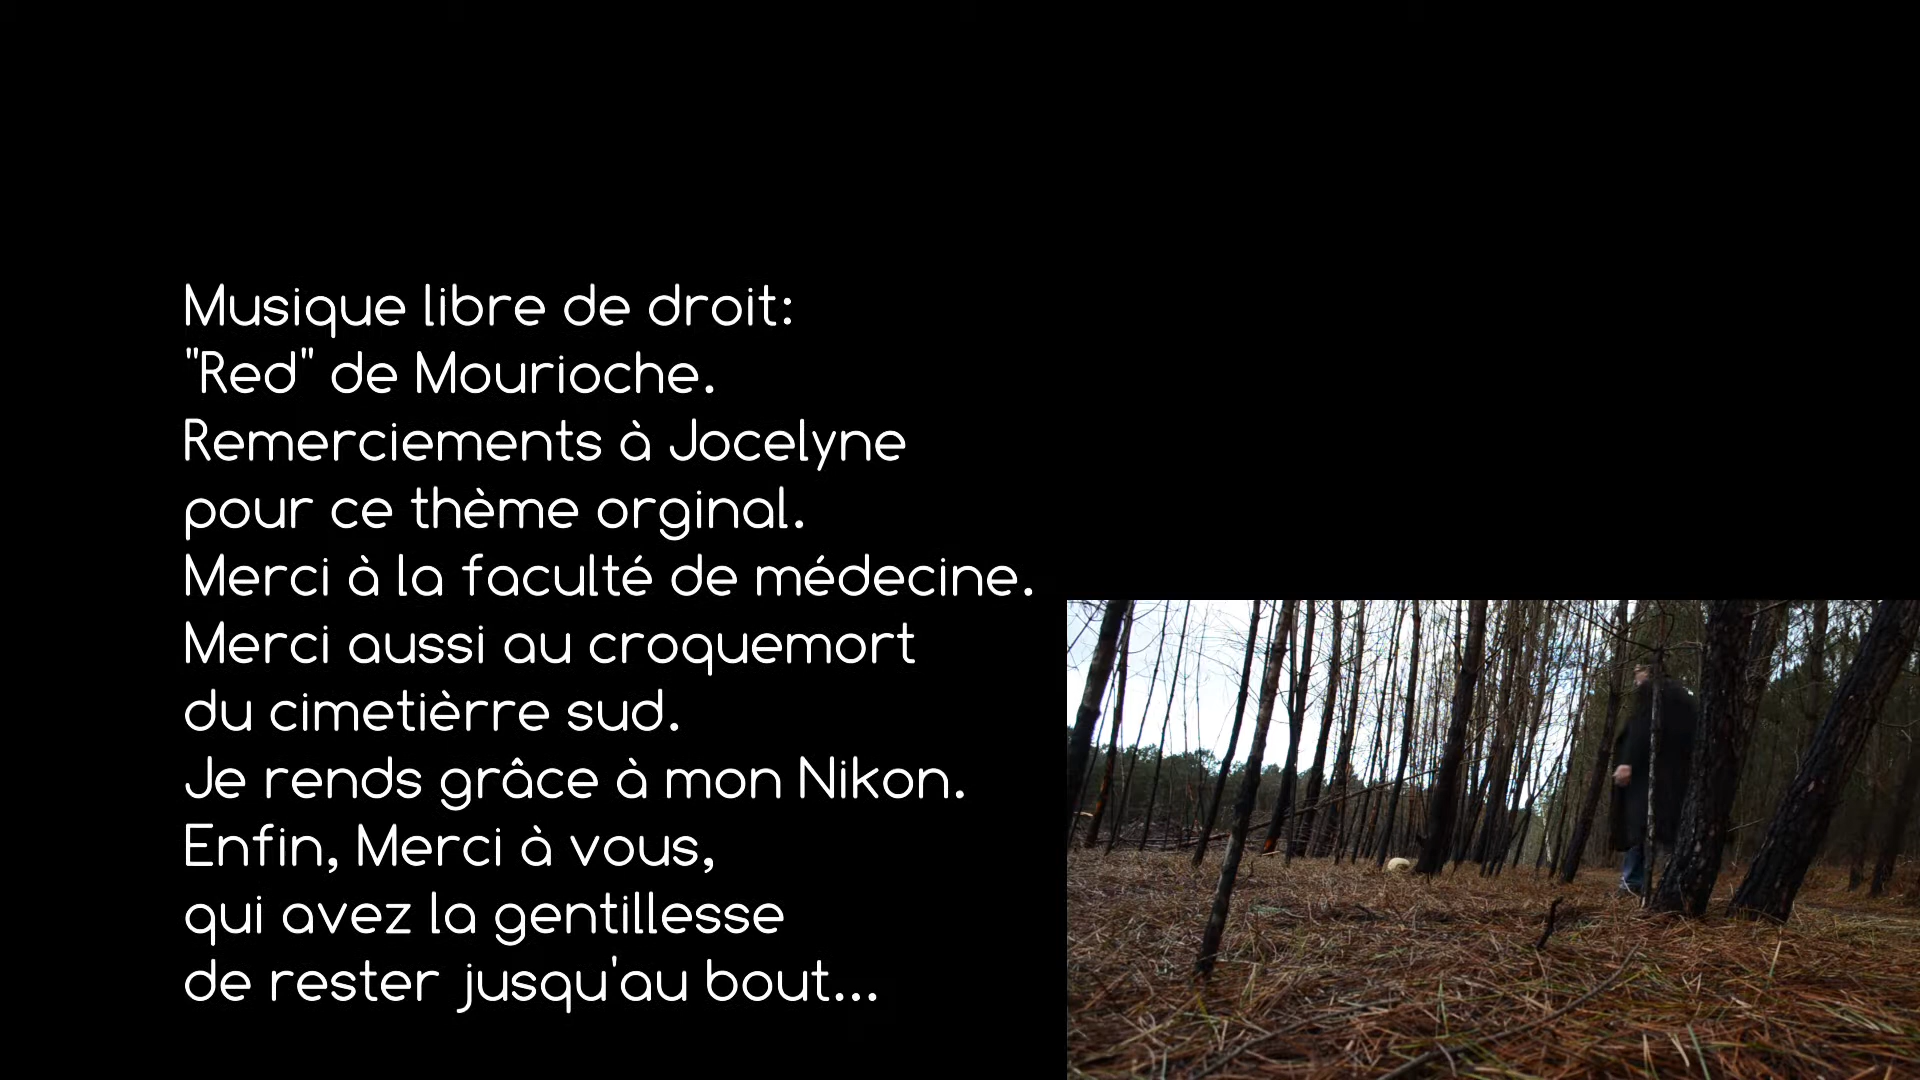 Musique libre de droit:
"Red" de Mourioche.
Remerciements à Jocelyne
pour ce thème orginal.
Merci à la faculté de médecine.
Merci aussi au croquemort
du cimetièrre sud.
Je rends grâce à mon Nikon.
Enfin, Merci à vous,
qui avez la gentillesse
de rester jusqu'au bout...